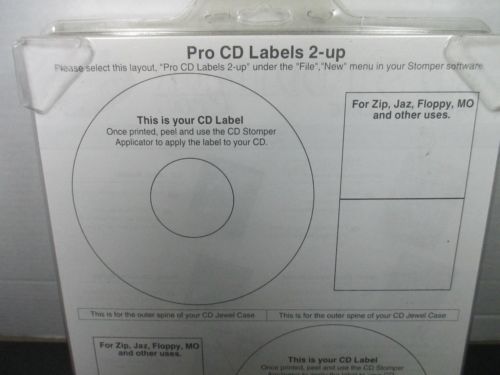 Pro CD Labels 2-up
Please select this layout, "Pro CD Labels 2-up" under the "File","New" menu in your Stomper software.
This is your CD Label
Once printed, peel and use the CD Stomper
Applicator to apply the label to your CD.
For Zip, Jaz, Floppy, MO
and other uses.
This is for the outer spine of your CD Jewel Case
This is for the outer spine of your CD Jewel Case
For Zip, Jaz, Floppy, MO
and other uses.
This is your CD Label
Once printed, peel and use the CD Stomper